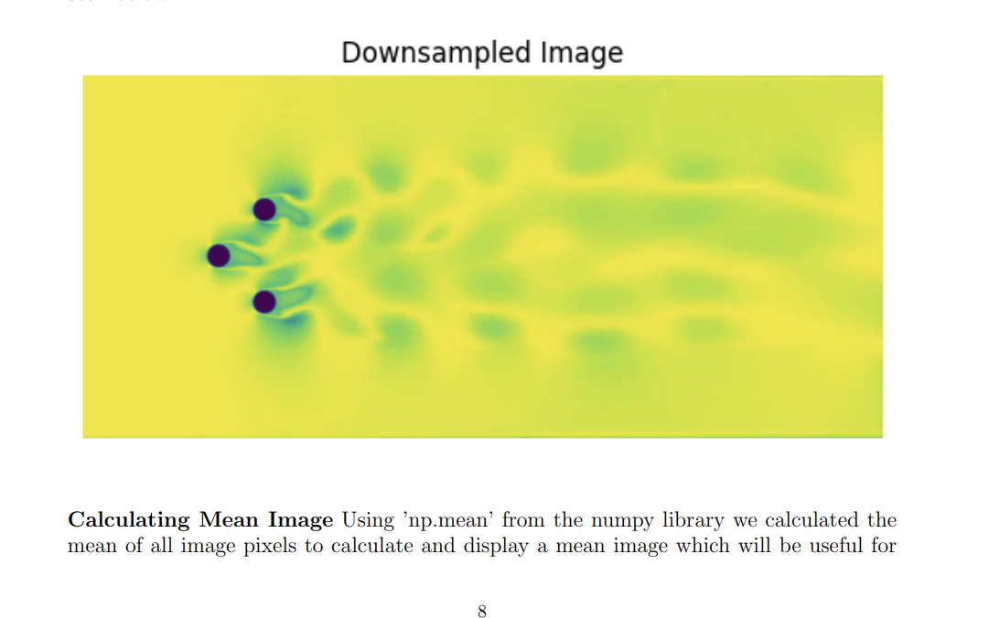 Downsampled Image
Calculating Mean Image Using 'np.mean' from the numpy library we calculated the
mean of all image pixels to calculate and display a mean image which will be useful for
8